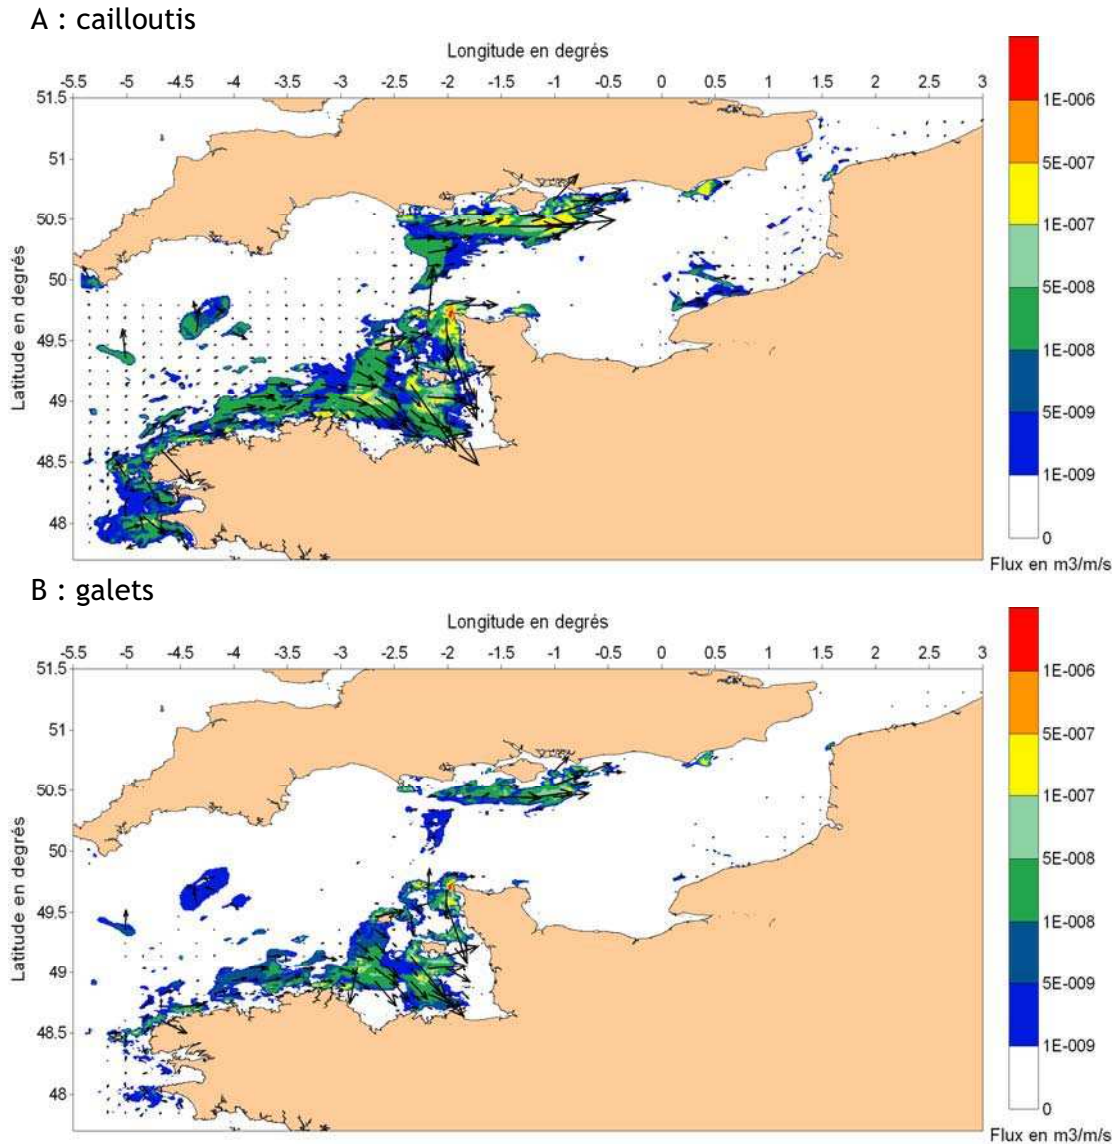 A : cailloutis
Longitude en degrés
-5.5 -5 -4.5 -4 -3.5 -3 -2.5 -2 -1.5 -1 -0.5 0 0.5 1 1.5 2 2.5 3
Latitude en degrés
51.5
51
50.5
50
49.5
49
48.5
48
1E-006
5E-007
1E-007
5E-008
1E-008
5E-009
1E-009
0
Flux en m3/m/s
B : galets
Longitude en degrés
-5.5 -5 -4.5 -4 -3.5 -3 -2.5 -2 -1.5 -1 -0.5 0 0.5 1 1.5 2 2.5 3
Latitude en degrés
51.5
51
50.5
50
49.5
49
48.5
48
1E-006
5E-007
1E-007
5E-008
1E-008
5E-009
1E-009
0
Flux en m3/m/s